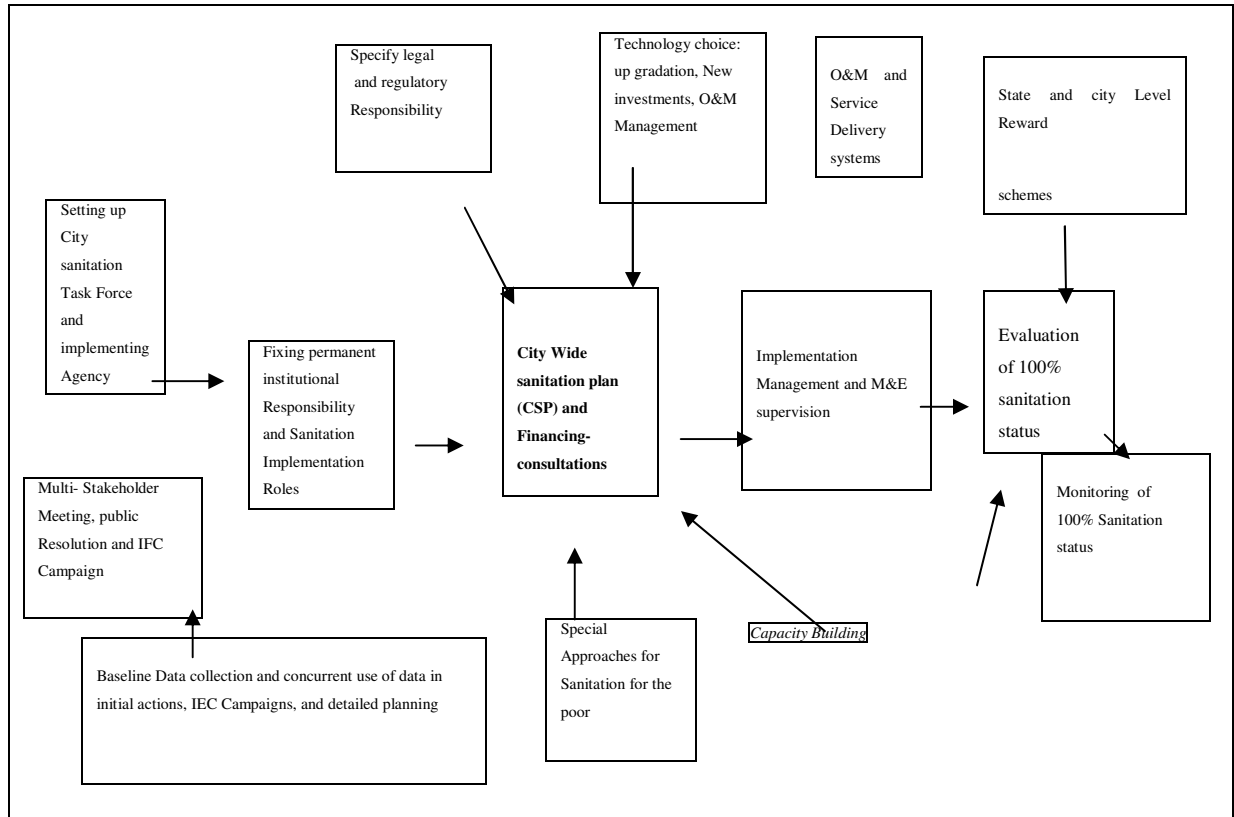 Specify legal
and regulatory
Responsibility
Technology choice:
up gradation, New
investments, O&M
Management
O&M and
Service
Delivery
systems
State and city Level
Reward
schemes
Setting up
City
sanitation
Task Force
and
implementing
Agency
Fixing permanent
institutional
Responsibility
and Sanitation
Implementation
Roles
City Wide
sanitation plan
(CSP) and
Financing-
consultations
Implementation
Management and M&E
supervision
Evaluation
of 100%
sanitation
status
Monitoring of
100% Sanitation
status
Multi- Stakeholder
Meeting, public
Resolution and IFC
Campaign
Baseline Data collection and concurrent use of data in
initial actions, IEC Campaigns, and detailed planning
Special
Approaches for
Sanitation for the
poor
Capacity Building